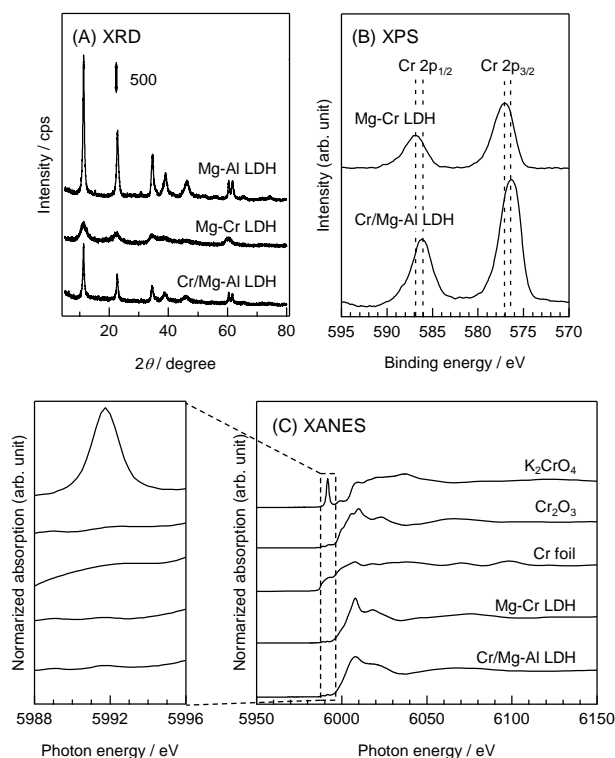 (A) XRD
500
Mg-Al LDH
Mg-Cr LDH
Cr/Mg-Al LDH
Intensity / cps
20 40 60 80
2θ / degree
(B) XPS
Cr 2p1/2 Cr 2p3/2
Mg-Cr LDH
Cr/Mg-Al LDH
Intensity (arb. unit)
595 590 585 580 575 570
Binding energy / eV
Normarized absorption (arb. unit)
5988 5992 5996
Photon energy / eV
(C) XANES
K2CrO4
Cr2O3
Cr foil
Mg-Cr LDH
Cr/Mg-Al LDH
Normarized absorption (arb. unit)
5950 6000 6050 6100 6150
Photon energy / eV